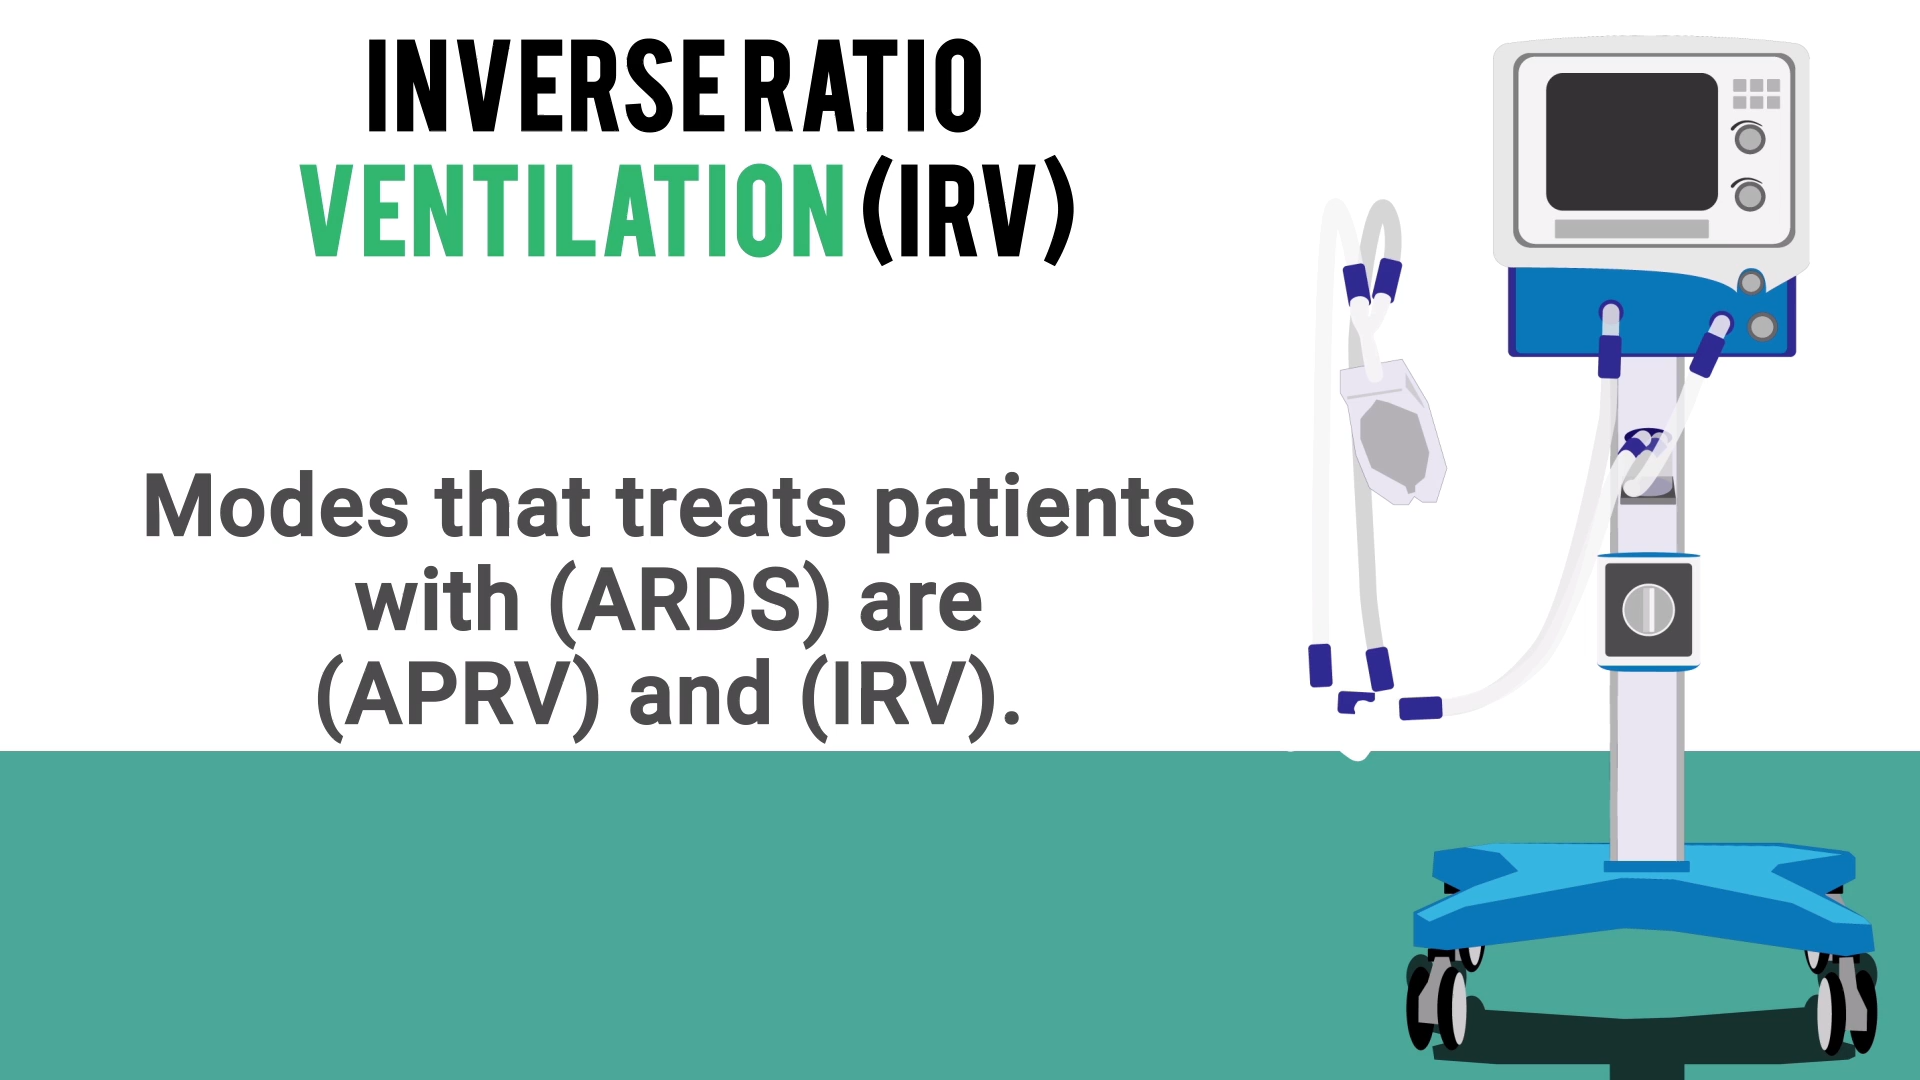 INVERSE RATIO
VENTILATION (IRV)
Modes that treats patients
with (ARDS) are
(APRV) and (IRV).